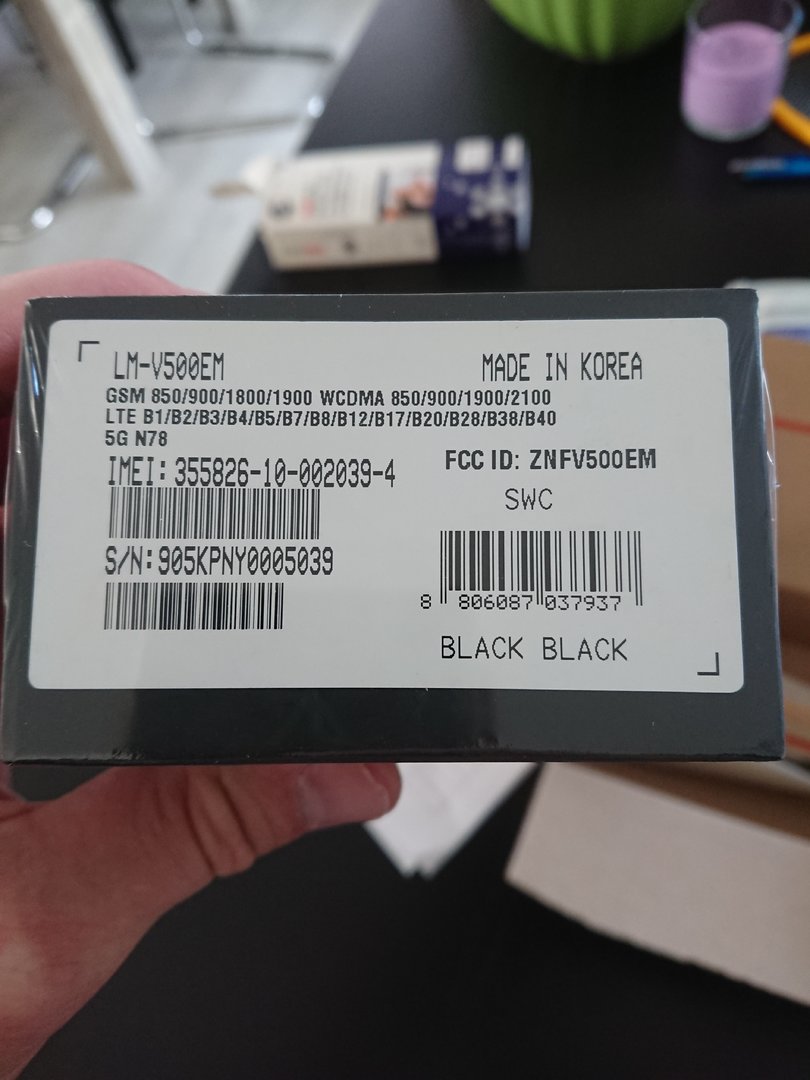 LM-V500EM
MADE IN KOREA
GSM 850/900/1800/1900 WCDMA 850/900/1900/2100
LTE B1/B2/B3/B4/B5/B7/B8/B12/B17/B20/B28/B38/B40
5G N78
IMEI: 355826-10-002039-4
FCC ID: ZNFV500EM
SWC
S/N:905KPNY0005039
8 806087 037937
BLACK BLACK